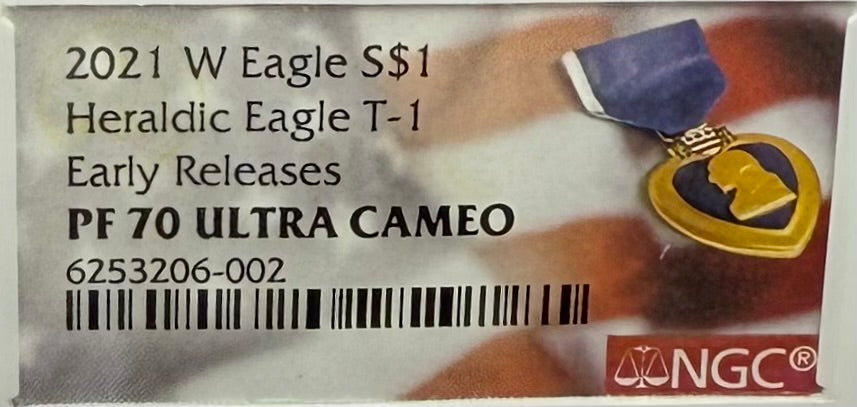 2021 W Eagle S$1
Heraldic Eagle T-1
Early Releases
PF 70 ULTRA CAMEO
6253206-002
NGC®